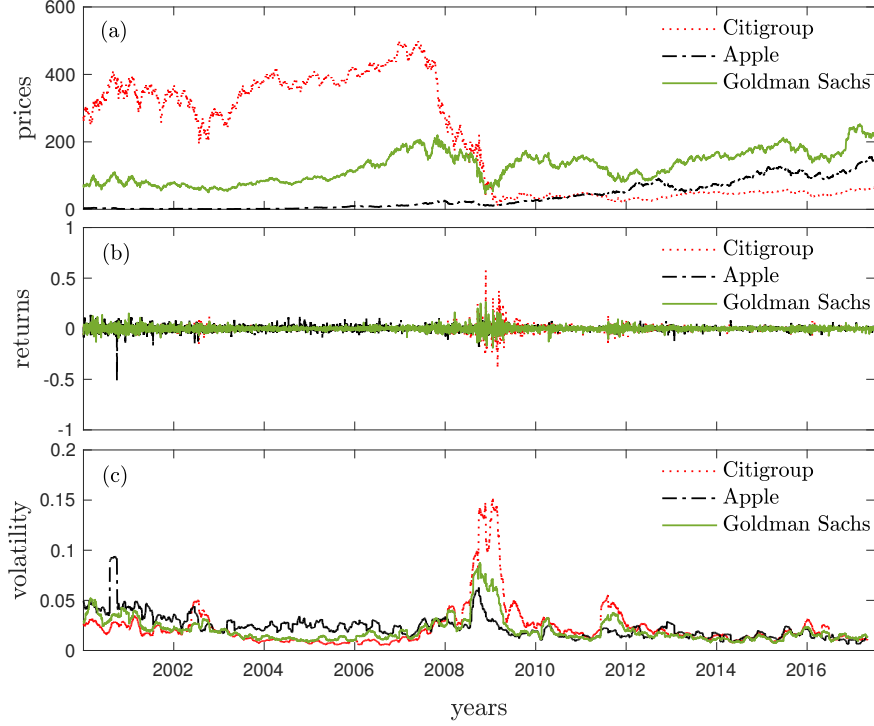 600
(a)
Citigroup
Apple
Goldman Sachs
400
200
0
prices
1
(b)
Citigroup
Apple
Goldman Sachs
0.5
0
-0.5
-1
returns
0.2
(c)
Citigroup
Apple
Goldman Sachs
0.15
0.1
0.05
0
volatility
2002 2004 2006 2008 2010 2012 2014 2016
years